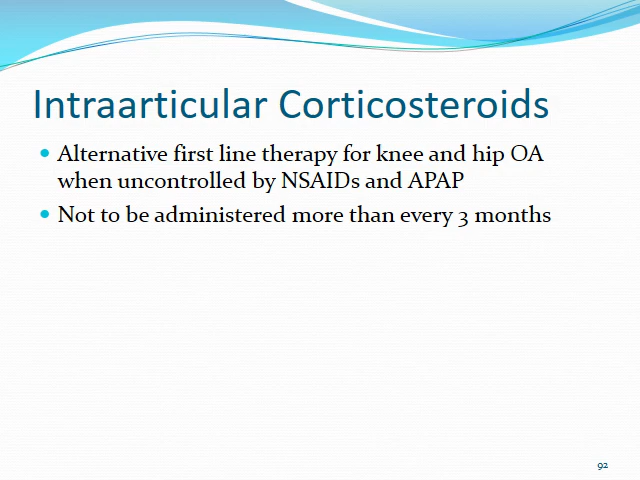 Intraarticular Corticosteroids
• Alternative first line therapy for knee and hip OA
when uncontrolled by NSAIDs and APAP
• Not to be administered more than every 3 months
92